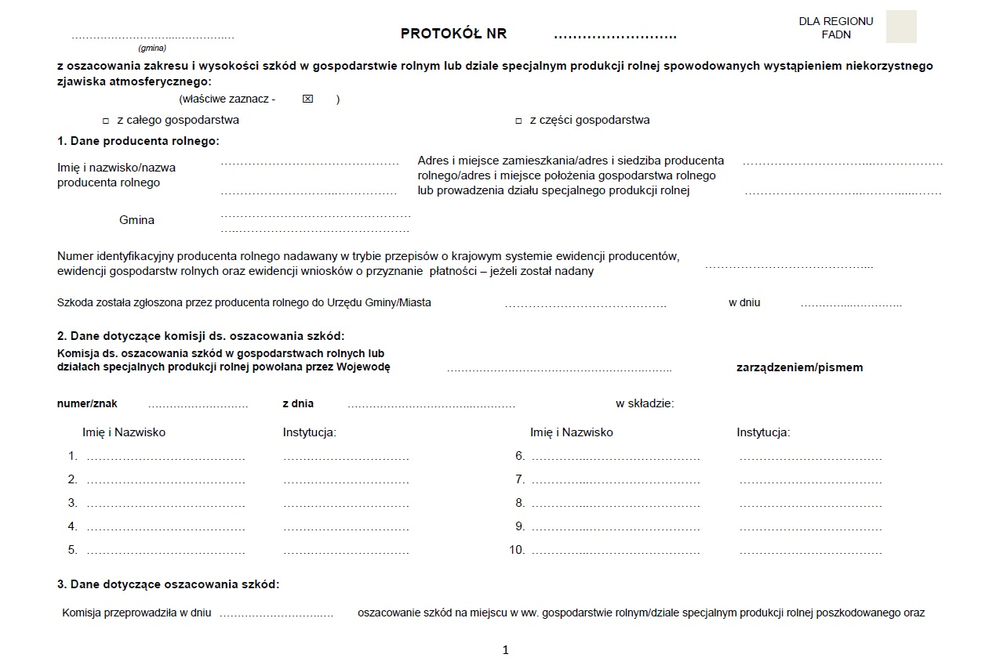 ……………………...…………..… PROTOKÓŁ NR …………………….. DLA REGIONU
FADN
(gmina)
z oszacowania zakresu i wysokości szkód w gospodarstwie rolnym lub dziale specjalnym produkcji rolnej spowodowanych wystąpieniem niekorzystnego
zjawiska atmosferycznego:
(właściwe zaznacz - ☒ )
□ z całego gospodarstwa □ z części gospodarstwa
1. Dane producenta rolnego:
Imię i nazwisko/nazwa
producenta rolnego
………………………………………
…………………………...……………
Adres i miejsce zamieszkania/adres i siedziba producenta
rolnego/adres i miejsce położenia gospodarstwa rolnego
lub prowadzenia działu specjalnego produkcji rolnej
……………………………..………………
………………………...………......……
Gmina
…………………………………………
…..…………………………………….
Numer identyfikacyjny producenta rolnego nadawany w trybie przepisów o krajowym systemie ewidencji producentów,
ewidencji gospodarstw rolnych oraz ewidencji wniosków o przyznanie płatności – jeżeli został nadany …………………………………...
Szkoda została zgłoszona przez producenta rolnego do Urzędu Gminy/Miasta …………………………………. w dniu ………...…………..
2. Dane dotyczące komisji ds. oszacowania szkód:
Komisja ds. oszacowania szkód w gospodarstwach rolnych lub
działach specjalnych produkcji rolnej powołana przez Wojewodę ……………………………………………….. zarządzeniem/pismem
numer/znak ………………………. z dnia ……………………………..………… w składzie:
Imię i Nazwisko Instytucja: Imię i Nazwisko Instytucja:
1. …………………………………. ………………………….. 6. …………..………………………. ………………………………
2. …………………………………. ………………………….. 7. …………..………………………. ………………………………
3. …………………………………. ………………………….. 8. …………..………………………. ………………………………
4. …………………………………. ………………………….. 9. …………..………………………. ………………………………
5. …………………………………. ………………………….. 10. …………..………………………. ………………………………
3. Dane dotyczące oszacowania szkód:
Komisja przeprowadziła w dniu ……………………….…. oszacowanie szkód na miejscu w ww. gospodarstwie rolnym/dziale specjalnym produkcji rolnej poszkodowanego oraz
1